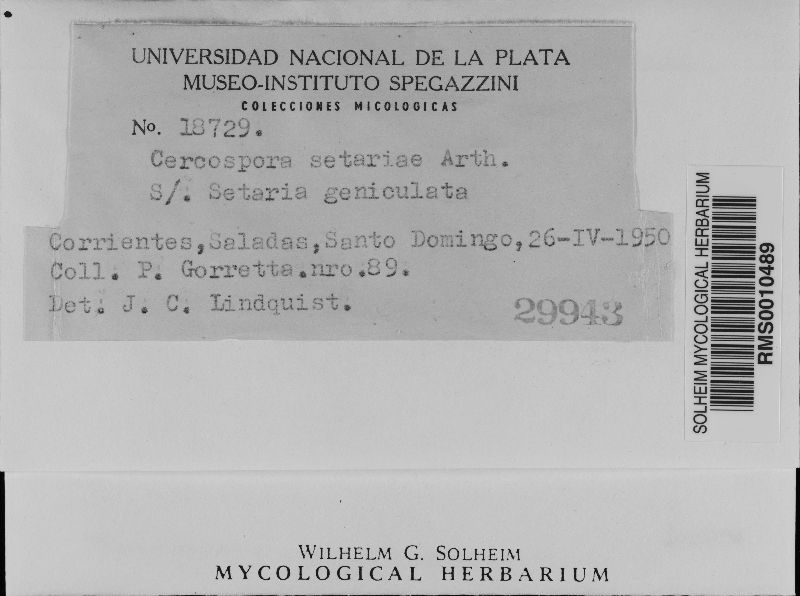 UNIVERSIDAD NACIONAL DE LA PLATA
MUSEO-INSTITUTO SPEGAZZINI
COLECCIONES MICOLOGICAS
No. 18729.
Cercospora setariae Arth.
S/. Setaria geniculata
Corrientes,Saladas,Santo Domingo,26-IV-1950
Coll. P. Gorretta.nro.89.
Det. J. C. Lindquist.
29943
SOLHEIM MYCOLOGICAL HERBARIUM
RMS0010489
WILHELM G. SOLHEIM
MYCOLOGICAL HERBARIUM